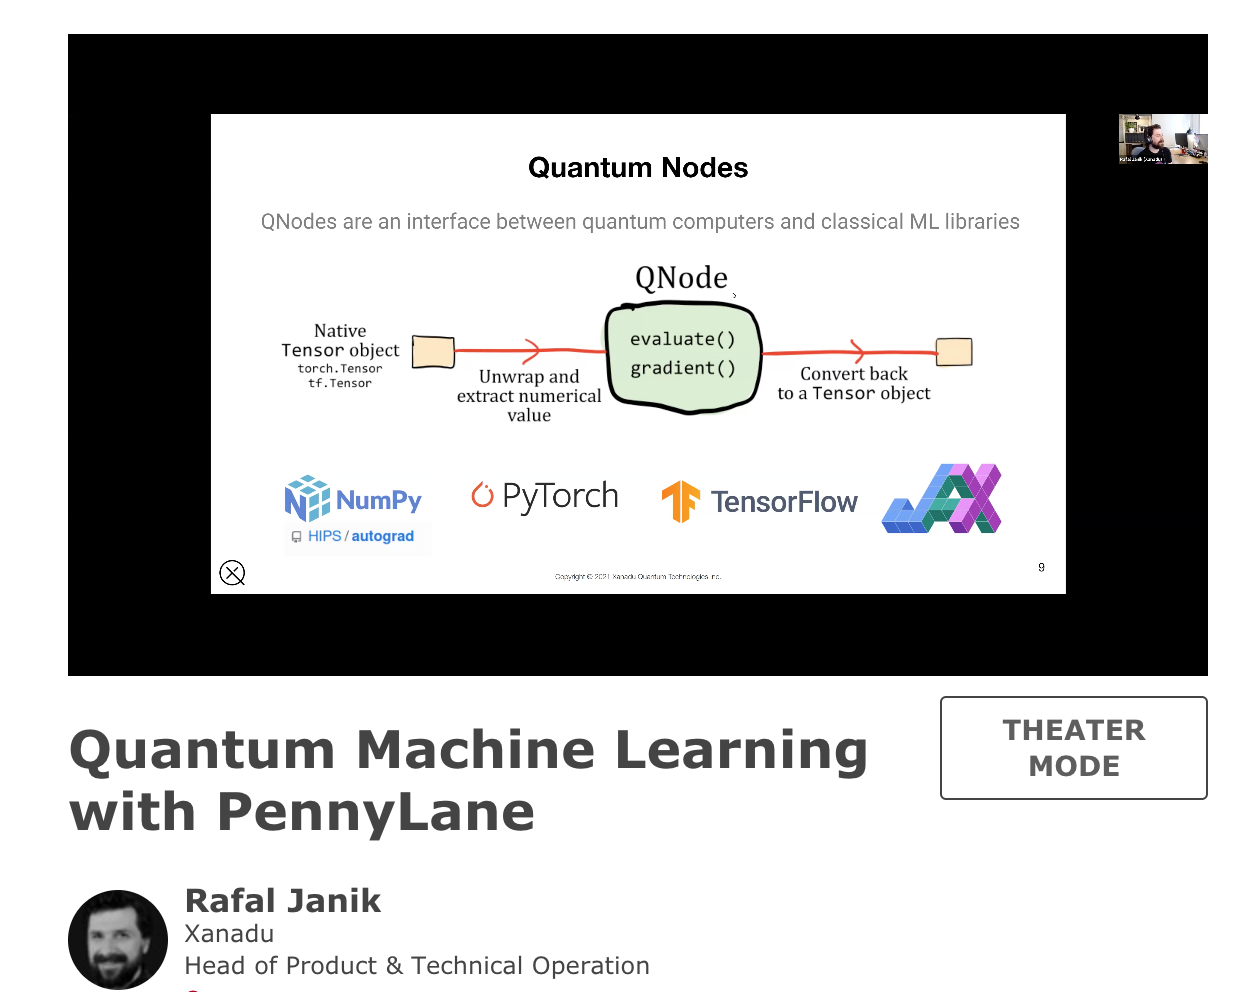 Quantum Nodes
QNodes are an interface between quantum computers and classical ML libraries
QNode
Native
Tensor object
torch.Tensor
tf.Tensor
Unwrap and
extract numerical
value
evaluate()
gradient()
Convert back
to a Tensor object
NumPy
HIPS / autograd
PyTorch
TensorFlow
JAX
Copyright © 2021 Xanadu Quantum Technologies Inc.
9
Rafal Janik (Xanadu)
Quantum Machine Learning
with PennyLane
THEATER
MODE
Rafal Janik
Xanadu
Head of Product & Technical Operation